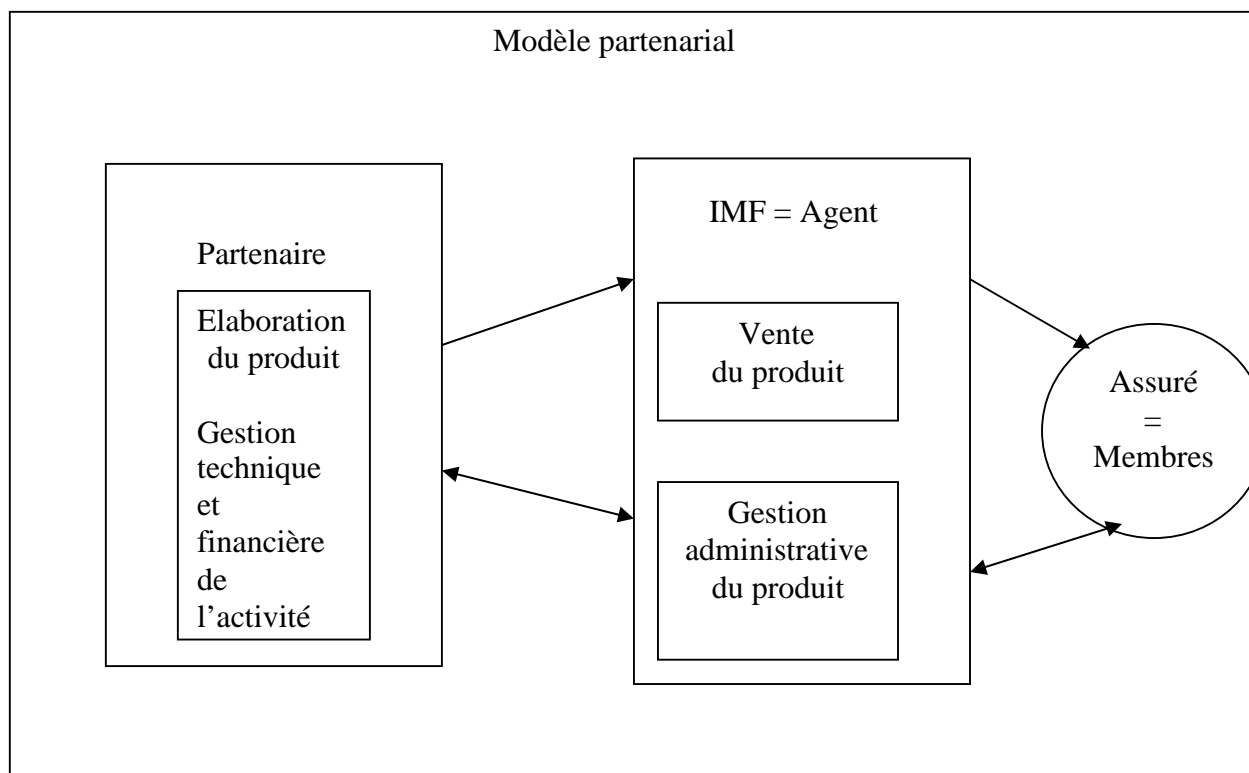 Modèle partenarial
Partenaire
Elaboration
du produit
Gestion
technique
et
financière
de
l’activité
IMF = Agent
Vente
du produit
Gestion
administrative
du produit
Assuré
=
Membres